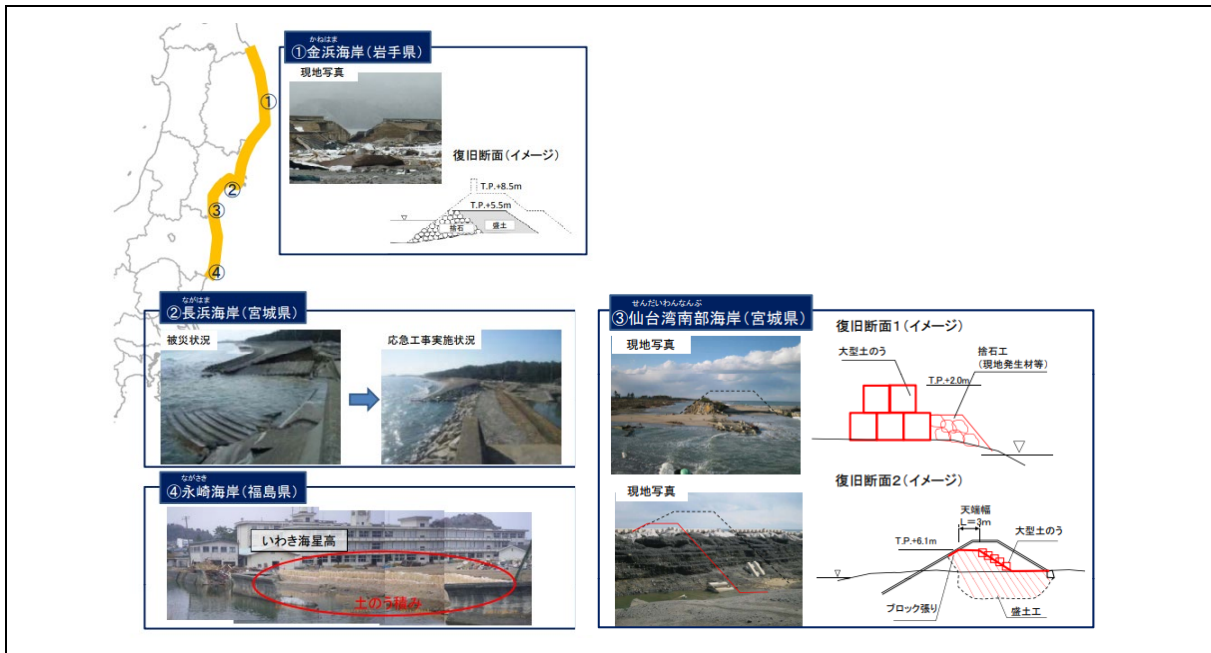 ①
②
③
④
かねはま
①金浜海岸(岩手県)
現地写真
復旧断面(イメージ)
T.P.+8.5m
T.P.+5.5m
捨石
盛土
ながはま
②長浜海岸(宮城県)
被災状況
応急工事実施状況
せんだいわんなんぶ
③仙台湾南部海岸(宮城県)
現地写真
復旧断面1(イメージ)
大型土のう
捨石工
(現地発生材等)
T.P.+2.0m
現地写真
復旧断面2(イメージ)
天端幅
L=3m
大型土のう
T.P.+6.1m
ブロック張り
盛土工
ながさき
④永崎海岸(福島県)
いわき海星高
土のう積み